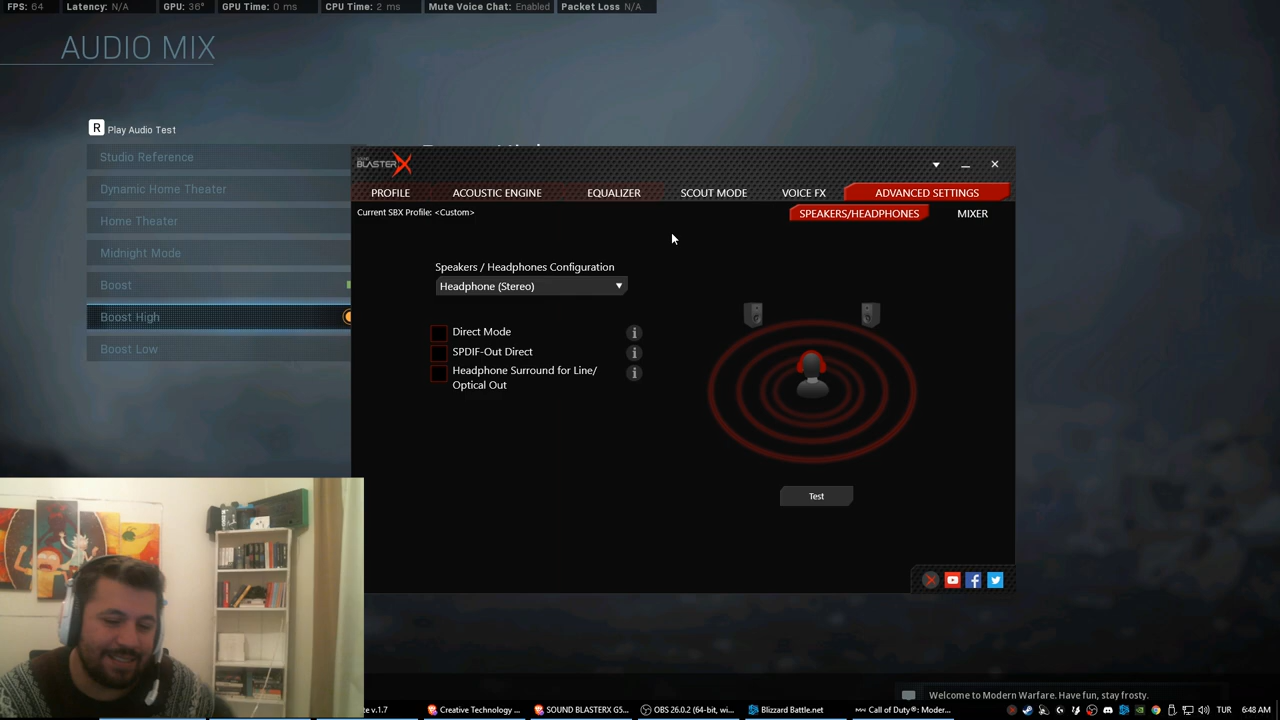 FPS: 64 Latency: N/A GPU: 36° GPU Time: 0 ms CPU Time: 2 ms Mute Voice Chat: Enabled Packet Loss N/A
AUDIO MIX
R Play Audio Test
Studio Reference
Dynamic Home Theater
Home Theater
Midnight Mode
Boost
Boost High
Boost Low
BLASTERX
PROFILE ACOUSTIC ENGINE EQUALIZER SCOUT MODE VOICE FX ADVANCED SETTINGS
Current SBX Profile: <Custom> SPEAKERS/HEADPHONES MIXER
Speakers / Headphones Configuration
Headphone (Stereo)
Direct Mode
SPDIF-Out Direct
Headphone Surround for Line/
Optical Out
Test
Welcome to Modern Warfare. Have fun, stay frosty.
te v.1.7 Creative Technology ... SOUND BLASTERX G5... OBS 26.0.2 (64-bit, wi... Blizzard Battle.net Call of Duty®: Moder... TUR 6:48 AM